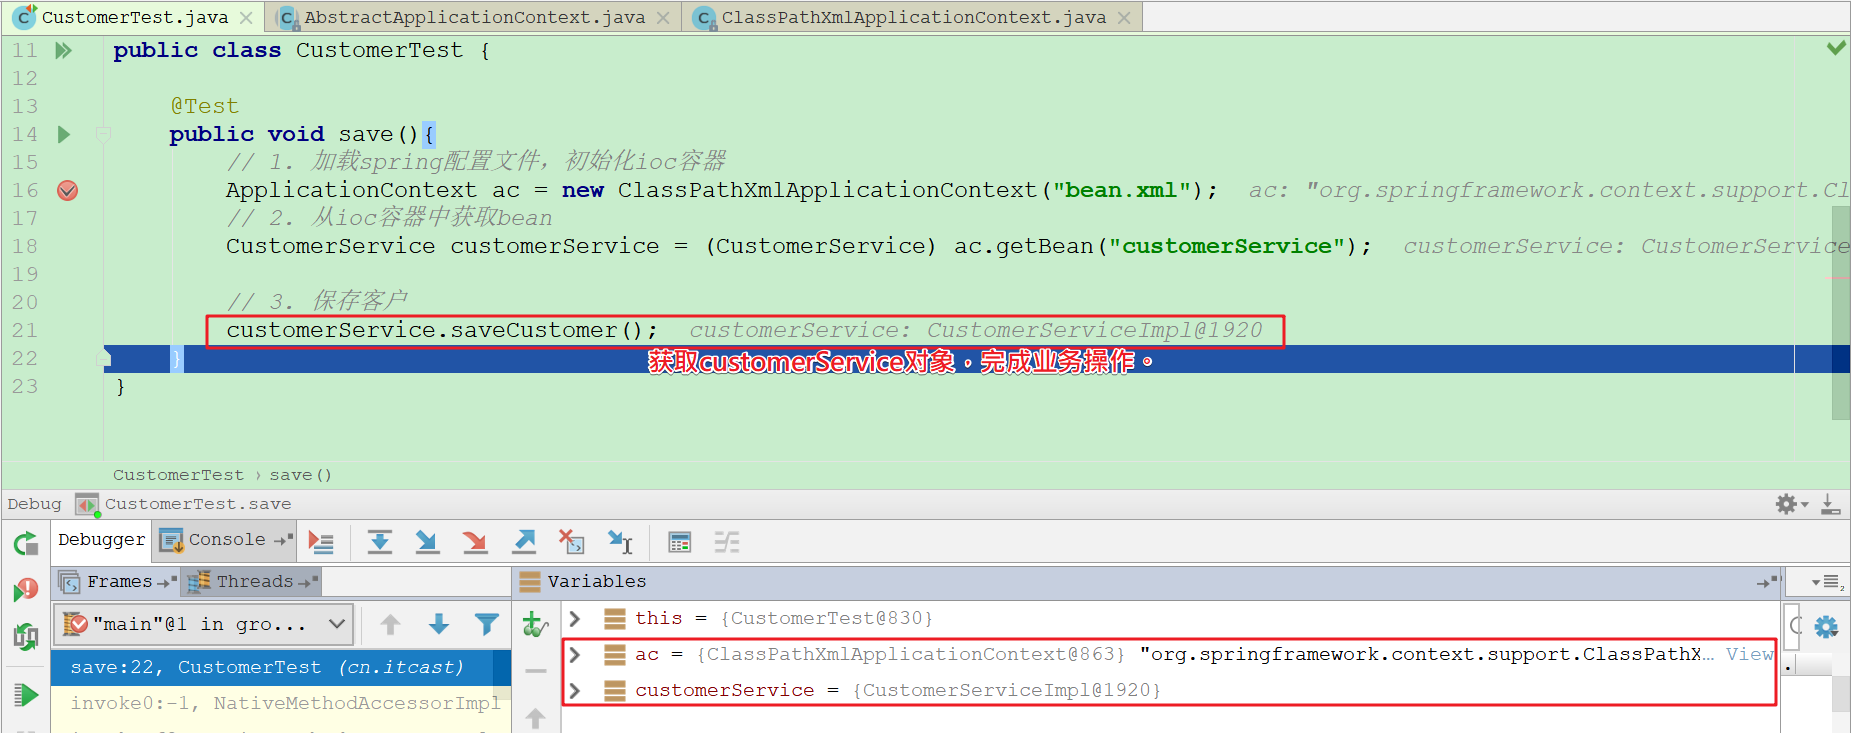 CustomerTest.java AbstractApplicationContext.java ClassPathXmlApplicationContext.java
11 public class CustomerTest {
12
13 @Test
14 public void save(){
15 // 1. 加载spring配置文件，初始化ioc容器
16 ApplicationContext ac = new ClassPathXmlApplicationContext("bean.xml"); ac: "org.springframework.context.support.Cl
17 // 2. 从ioc容器中获取bean
18 CustomerService customerService = (CustomerService) ac.getBean("customerService"); customerService: CustomerService
19
20 // 3. 保存客户
21 customerService.saveCustomer(); customerService: CustomerServiceImpl@1920
22 }
获取customerService对象，完成业务操作。
23 }
CustomerTest › save()
Debug CustomerTest.save
Debugger Console
Frames Threads Variables
"main"@1 in gro...
this = {CustomerTest@830}
save:22, CustomerTest (cn.itcast)
ac = {ClassPathXmlApplicationContext@863} "org.springframework.context.support.ClassPathX... View
invoke0:-1, NativeMethodAccessorImpl
customerService = {CustomerServiceImpl@1920}